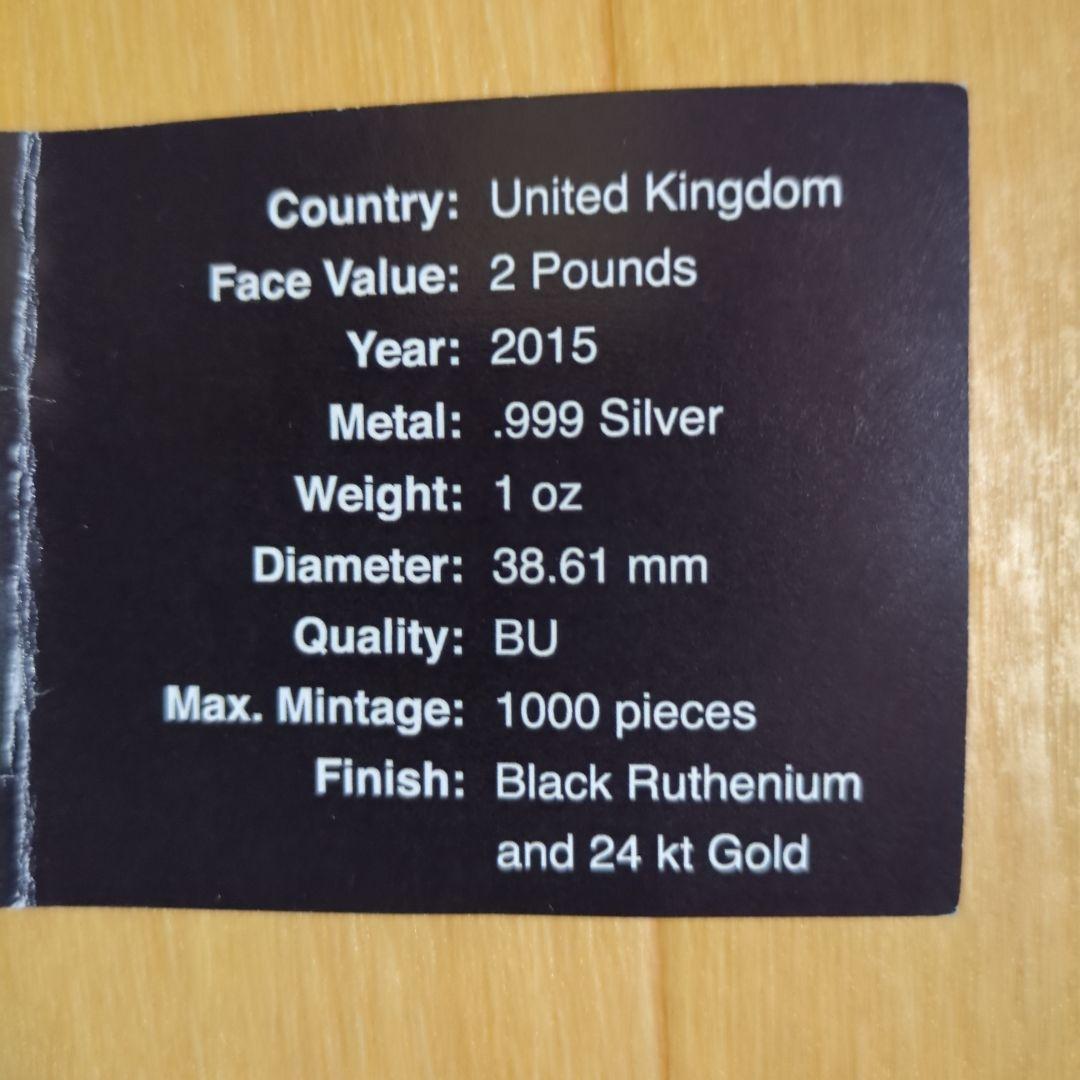 Country: United Kingdom
Face Value: 2 Pounds
Year: 2015
Metal: .999 Silver
Weight: 1 oz
Diameter: 38.61 mm
Quality: BU
Max. Mintage: 1000 pieces
Finish: Black Ruthenium
and 24 kt Gold